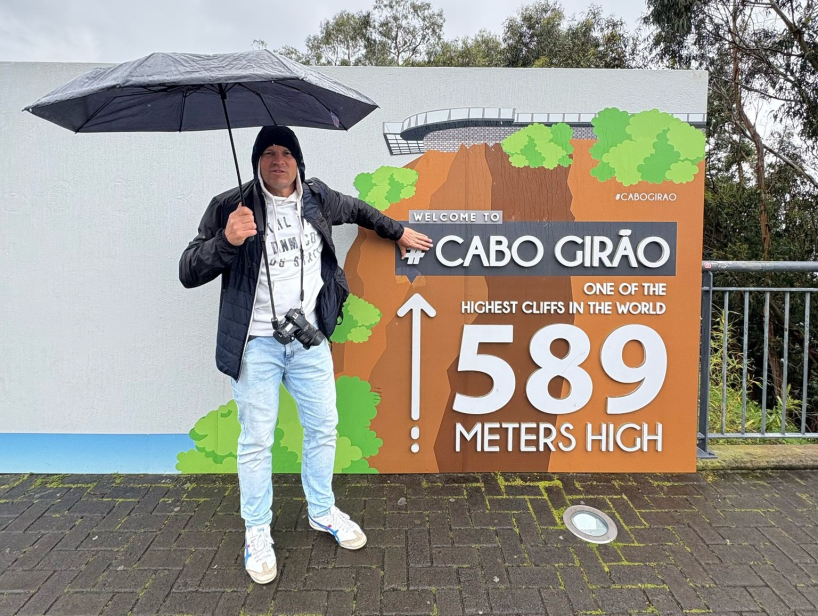 #CABOGIRAO
WELCOME TO
# CABO GIRÃO
ONE OF THE
HIGHEST CLIFFS IN THE WORLD
589
METERS HIGH